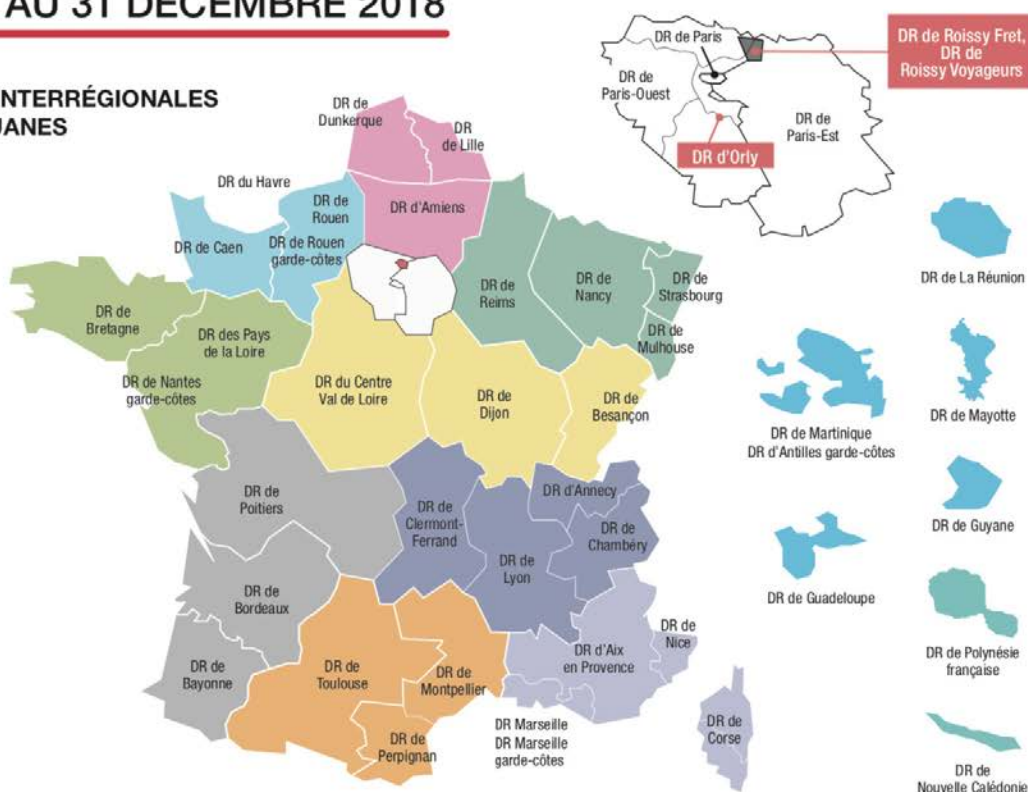 AU 31 DÉCEMBRE 2018
INTERRÉGIONALES
DR de Paris
DR de
Paris-Ouest
DR de
Paris-Est
DR d'Orly
DR de Roissy Fret,
DR de
Roissy Voyageurs
DR de
Dunkerque
DR
de Lille
DR du Havre
DR de
Rouen
DR d'Amiens
DR de Caen
DR de Rouen
garde-côtes
DR de
Reims
DR de
Nancy
DR de
Strasbourg
DR de
Mulhouse
DR de
Bretagne
DR des Pays
de la Loire
DR de Nantes
garde-côtes
DR du Centre
Val de Loire
DR de
Dijon
DR de
Besançon
DR de
Poitiers
DR de
Clermont-
Ferrand
DR d'Annecy
DR de
Chambéry
DR de
Lyon
DR de
Bordeaux
DR de
Bayonne
DR de
Toulouse
DR de
Montpellier
DR de
Perpignan
DR d'Aix
en Provence
DR de
Nice
DR Marseille
DR Marseille
garde-côtes
DR de
Corse
DR de La Réunion
DR de Martinique
DR d'Antilles garde-côtes
DR de Mayotte
DR de Guyane
DR de Guadeloupe
DR de Polynésie
française
DR de
Nouvelle Calédonie